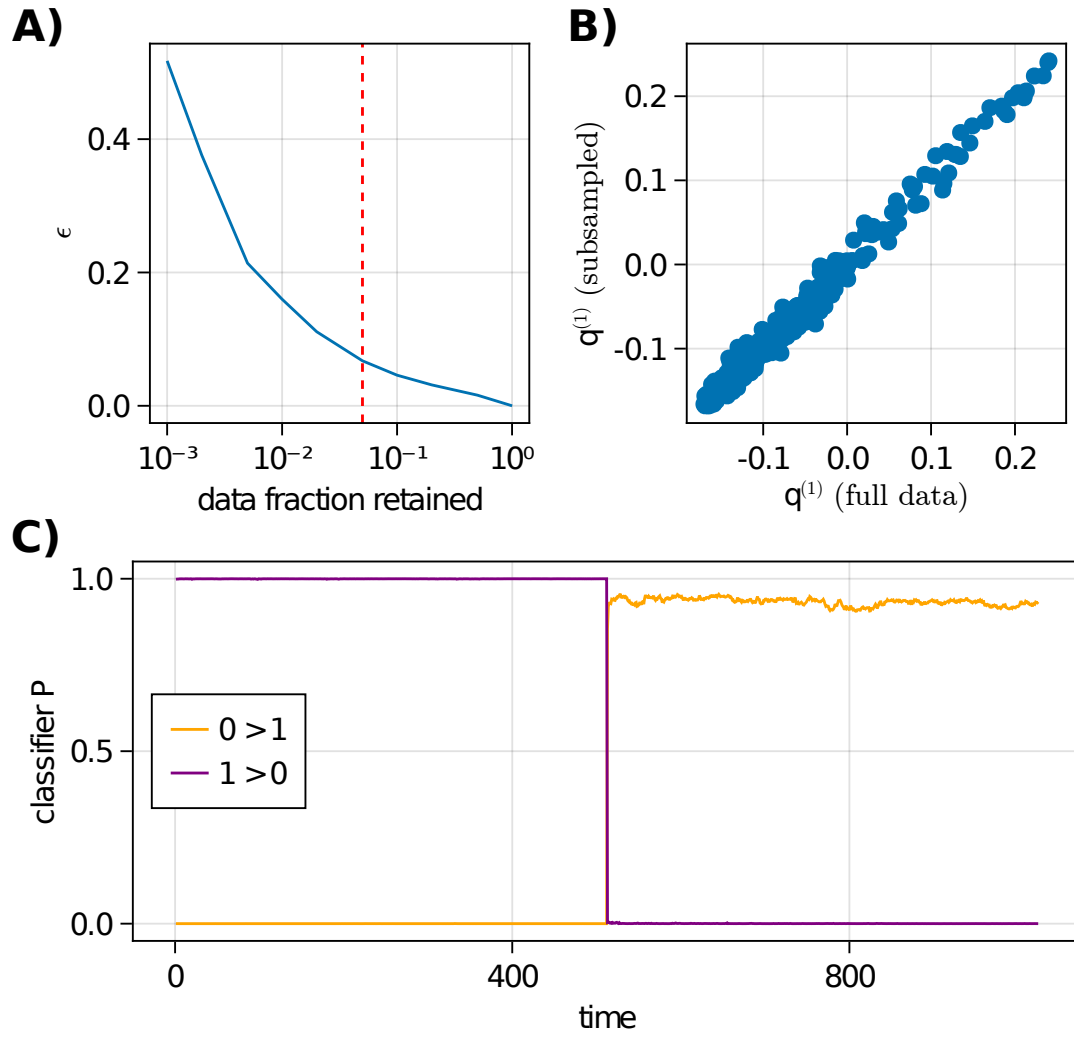 A)
ϵ
0.4
0.2
0.0
10⁻³ 10⁻² 10⁻¹ 10⁰
data fraction retained
B)
q⁽¹⁾ (subsampled)
0.2
0.1
0.0
-0.1
-0.1 0.0 0.1 0.2
q⁽¹⁾ (full data)
C)
classifier P
1.0
0.5
0.0
0 > 1
1 > 0
0 400 800
time